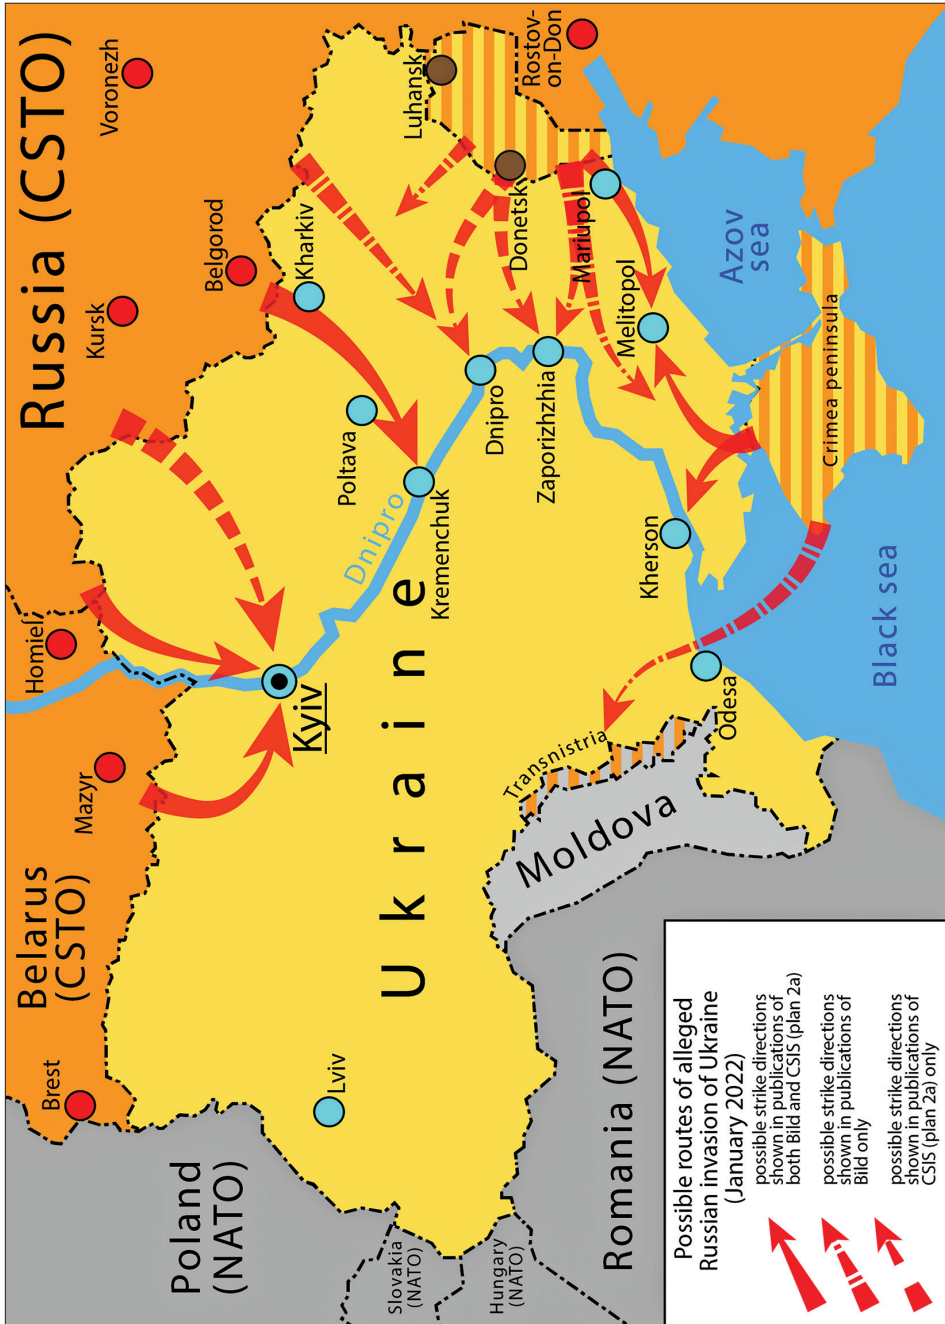 Russia (CSTO)
Voronezh
Kursk
Belgorod
Rostov-
on-Don
Homiel
Mazyr
Brest
Belarus
(CSTO)
Poland
(NATO)
Slovakia
(NATO)
Hungary
(NATO)
Romania (NATO)
Moldova
Transnistria
Ukraine
Kyiv
Lviv
Kharkiv
Poltava
Kremenchuk
Dnipro
Dnipro
Zaporizhzhia
Luhansk
Donetsk
Mariupol
Melitopol
Kherson
Odesa
Crimea peninsula
Azov
sea
Black sea
Possible routes of alleged
Russian invasion of Ukraine
(January 2022)
possible strike directions
shown in publications of
both Bild and CSIS (plan 2a)
possible strike directions
shown in publications of
Bild only
possible strike directions
shown in publications of
CSIS (plan 2a) only